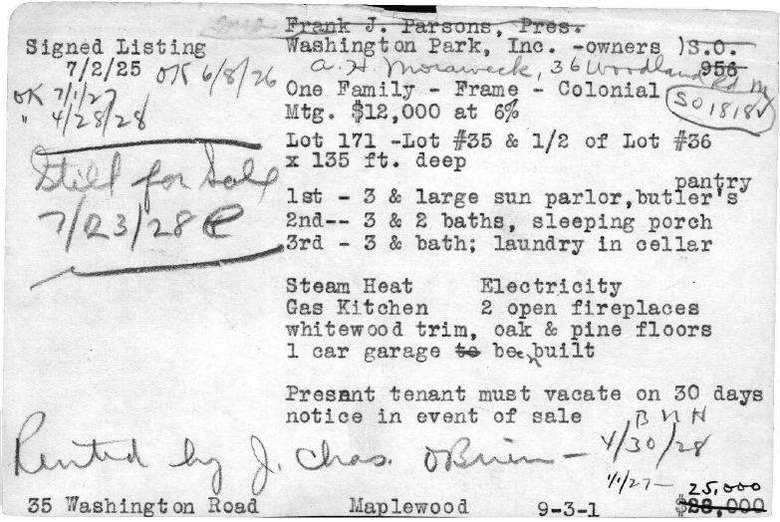 Frank J. Parsons, Pres.
Signed Listing Washington Park, Inc. -owners )S.O.
7/2/25 OK 6/8/26 A. H. Moraweck, 36 Woodland Rd 956
OK 7/1/27 One Family - Frame - Colonial
" 4/28/28 Mtg. $12,000 at 6% SO 1818
Lot 171 -Lot #35 & 1/2 of Lot #36
x 135 ft. deep
Still for Sale
pantry
1st - 3 & large sun parlor,butler's
7/23/28 2nd-- 3 & 2 baths, sleeping porch
3rd - 3 & bath; laundry in cellar
Steam Heat Electricity
Gas Kitchen 2 open fireplaces
whitewood trim, oak & pine floors
1 car garage to been built
Present tenant must vacate on 30 days
notice in event of sale BNH
Rented by J. Chas. OBrien - 4/30/28
1/1/27- 25,000
35 Washington Road Maplewood 9-3-1 $28,000